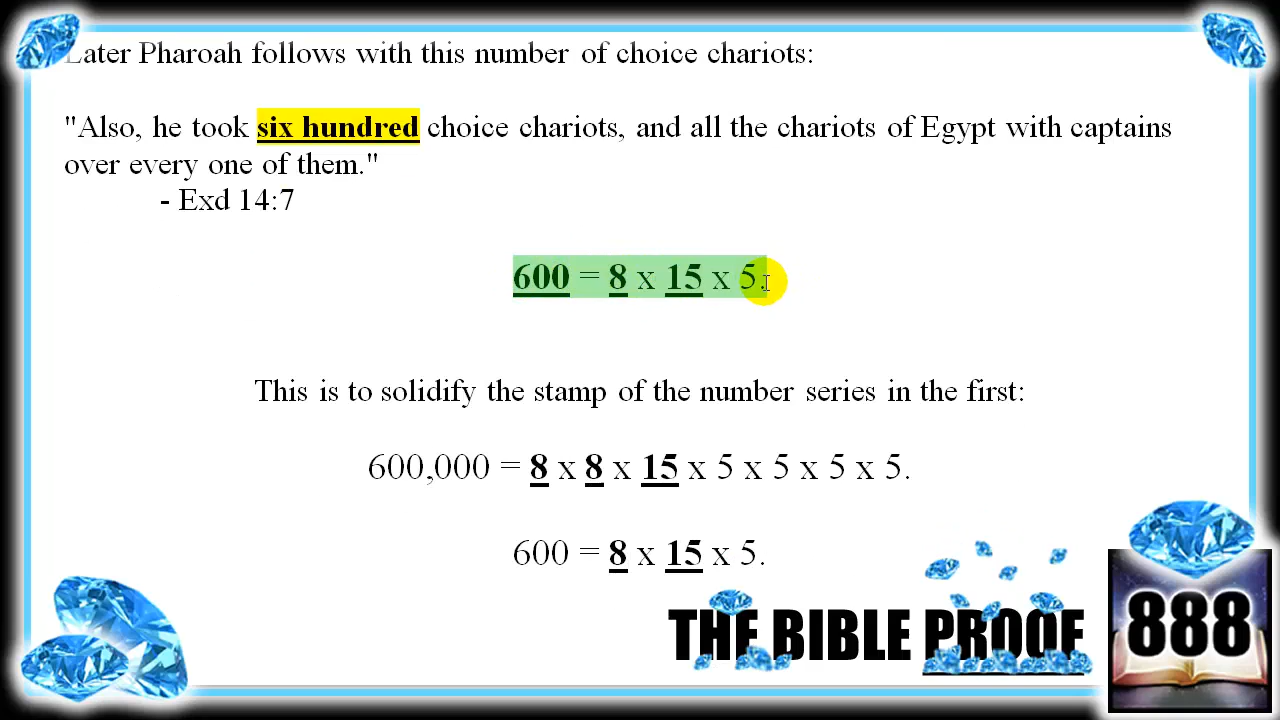 Later Pharoah follows with this number of choice chariots:
"Also, he took six hundred choice chariots, and all the chariots of Egypt with captains
over every one of them."
- Exd 14:7
600 = 8 x 15 x 5.
This is to solidify the stamp of the number series in the first:
600,000 = 8 x 8 x 15 x 5 x 5 x 5 x 5.
600 = 8 x 15 x 5.
THE BIBLE PROOF
888